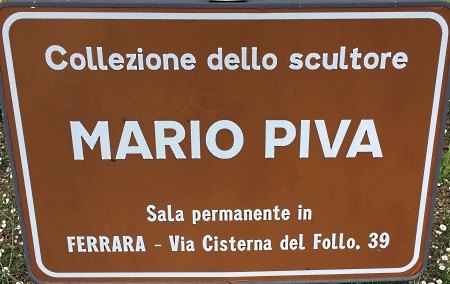 Collezione dello scultore
MARIO PIVA
Sala permanente in
FERRARA - Via Cisterna del Follo. 39